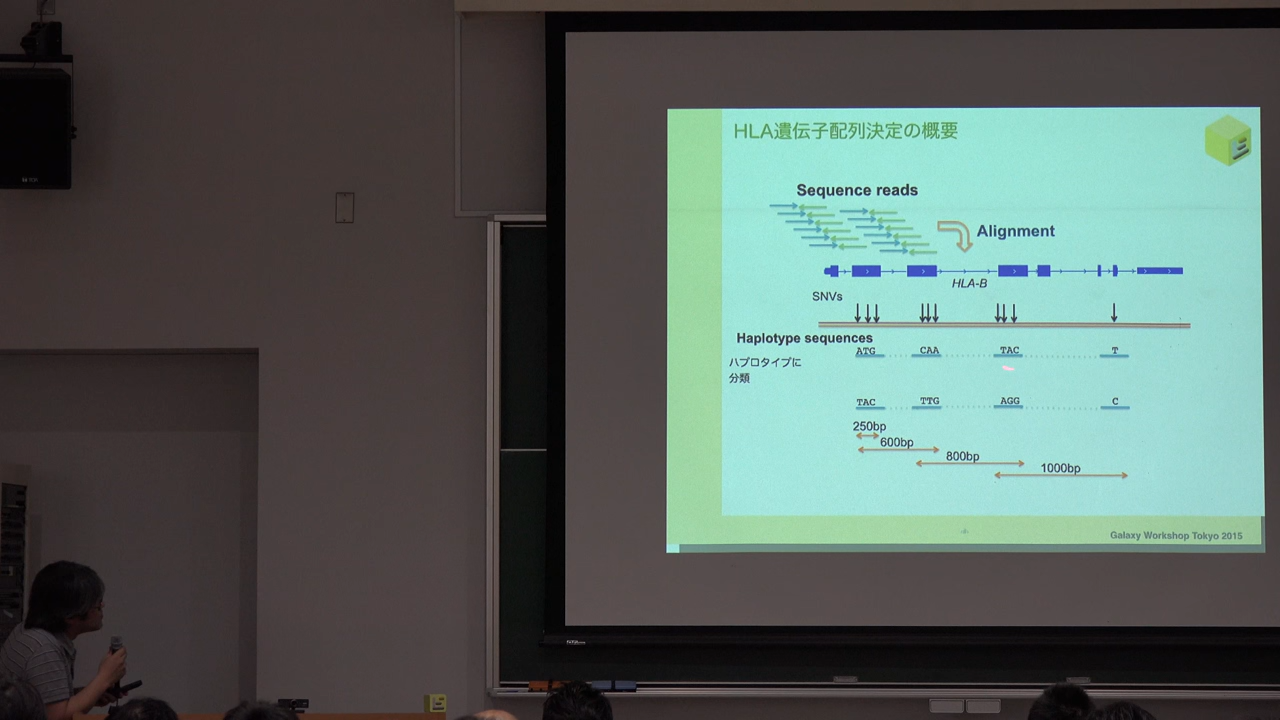 HLA遺伝子配列決定の概要
Sequence reads
Alignment
HLA-B
SNVs
Haplotype sequences
ATG CAA TAC T
ハプロタイプに
分類
TAC TTG AGG C
250bp
600bp
800bp
1000bp
Galaxy Workshop Tokyo 2015